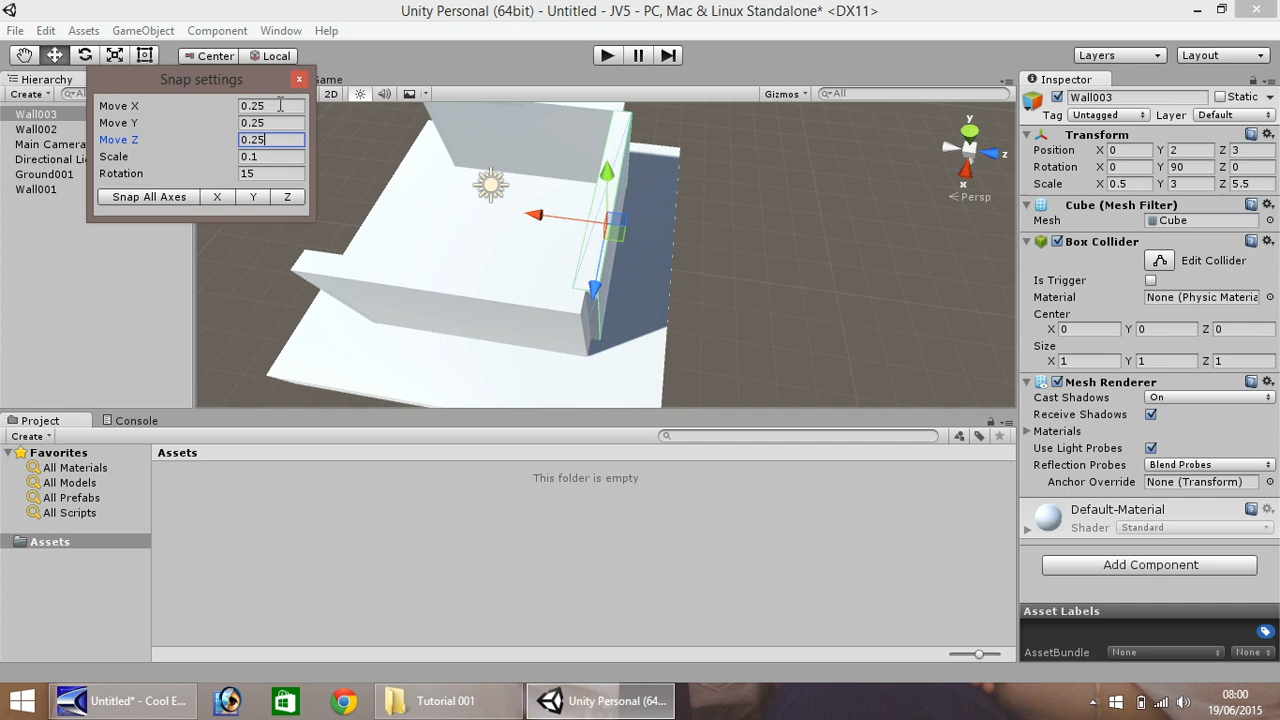 Unity Personal (64bit) - Untitled - JV5 - PC, Mac & Linux Standalone* <DX11>
File Edit Assets GameObject Component Window Help
Center Local Layers Layout
Hierarchy Game
Create All
Wall003
Wall002
Main Camera
Directional Li
Ground001
Wall001
Snap settings
Move X 0.25
Move Y 0.25
Move Z 0.25
Scale 0.1
Rotation 15
Snap All Axes X Y Z
2D Gizmos All
y
z
x
Persp
Inspector
Wall003 Static
Tag Untagged Layer Default
Transform
Position X 0 Y 2 Z 3
Rotation X 0 Y 90 Z 0
Scale X 0.5 Y 3 Z 5.5
Cube (Mesh Filter)
Mesh Cube
Box Collider
Edit Collider
Is Trigger
Material None (Physic Materia
Center
X 0 Y 0 Z 0
Size
X 1 Y 1 Z 1
Mesh Renderer
Cast Shadows On
Receive Shadows
Materials
Use Light Probes
Reflection Probes Blend Probes
Anchor Override None (Transform)
Default-Material
Shader Standard
Add Component
Asset Labels
AssetBundle None None
Project Console
Create
Favorites
All Materials
All Models
All Prefabs
All Scripts
Assets
Assets
This folder is empty
Untitled* - Cool E...
Tutorial 001
Unity Personal (64...
08:00
19/06/2015